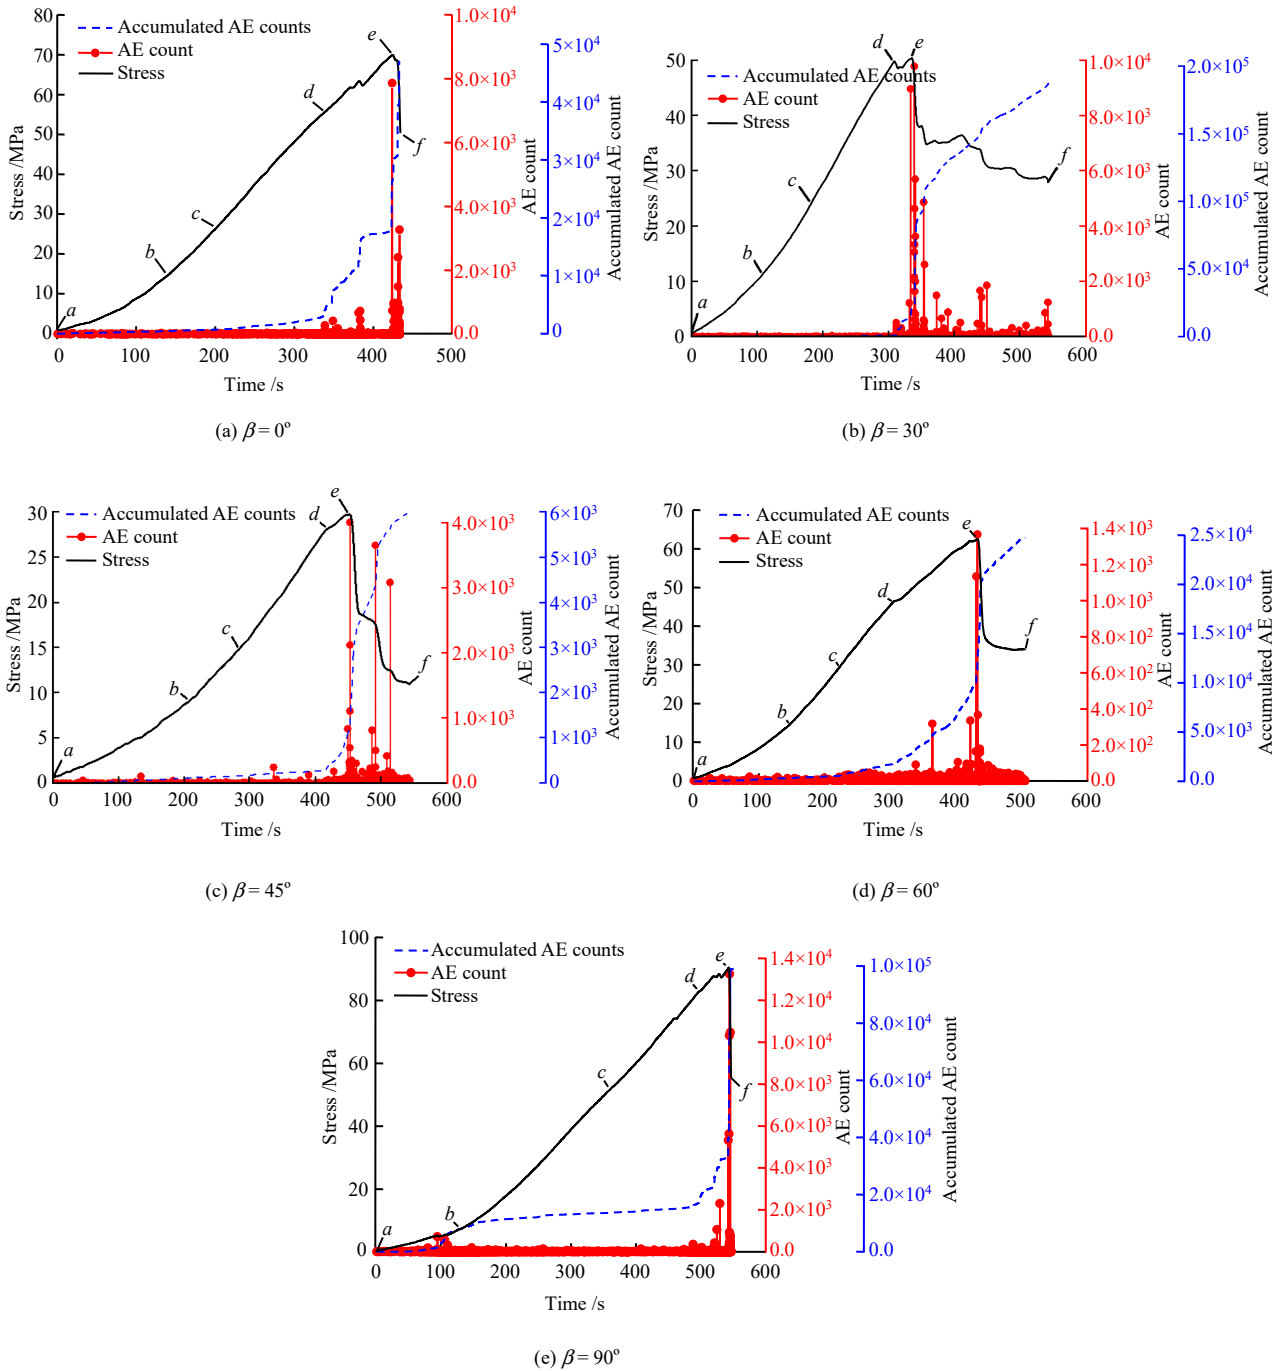 80
70
60
50
40
30
20
10
0
Stress /MPa
Accumulated AE counts
AE count
Stress
a
b
c
d
e
f
0
100
200
300
400
500
Time /s
1.0×10⁴
8.0×10³
6.0×10³
4.0×10³
2.0×10³
0.0
AE count
5×10⁴
4×10⁴
3×10⁴
2×10⁴
1×10⁴
0
Accumulated AE count
(a) β = 0º
50
40
30
20
10
0
Stress /MPa
Accumulated AE counts
AE count
Stress
a
b
c
d
e
f
0
100
200
300
400
500
600
Time /s
1.0×10⁴
8.0×10³
6.0×10³
4.0×10³
2.0×10³
0.0
AE count
2.0×10⁵
1.5×10⁵
1.0×10⁵
5.0×10⁴
0.0
Accumulated AE count
(b) β = 30º
30
25
20
15
10
5
0
Stress /MPa
Accumulated AE counts
AE count
Stress
a
b
c
d
e
f
0
100
200
300
400
500
600
Time /s
4.0×10³
3.0×10³
2.0×10³
1.0×10³
0.0
AE count
6×10³
5×10³
4×10³
3×10³
2×10³
1×10³
0
Accumulated AE count
(c) β = 45º
70
60
50
40
30
20
10
0
Stress /MPa
Accumulated AE counts
AE count
Stress
a
b
c
d
e
f
0
100
200
300
400
500
600
Time /s
1.4×10³
1.2×10³
1.0×10³
8.0×10²
6.0×10²
4.0×10²
2.0×10²
0.0
AE count
2.5×10⁴
2.0×10⁴
1.5×10⁴
1.0×10⁴
5.0×10³
0.0
Accumulated AE count
(d) β = 60º
100
80
60
40
20
0
Stress /MPa
Accumulated AE counts
AE count
Stress
a
b
c
d
e
f
0
100
200
300
400
500
600
Time /s
1.4×10⁴
1.2×10⁴
1.0×10⁴
8.0×10³
6.0×10³
4.0×10³
2.0×10³
0.0
AE count
1.0×10⁵
8.0×10⁴
6.0×10⁴
4.0×10⁴
2.0×10⁴
0.0
Accumulated AE count
(e) β = 90º